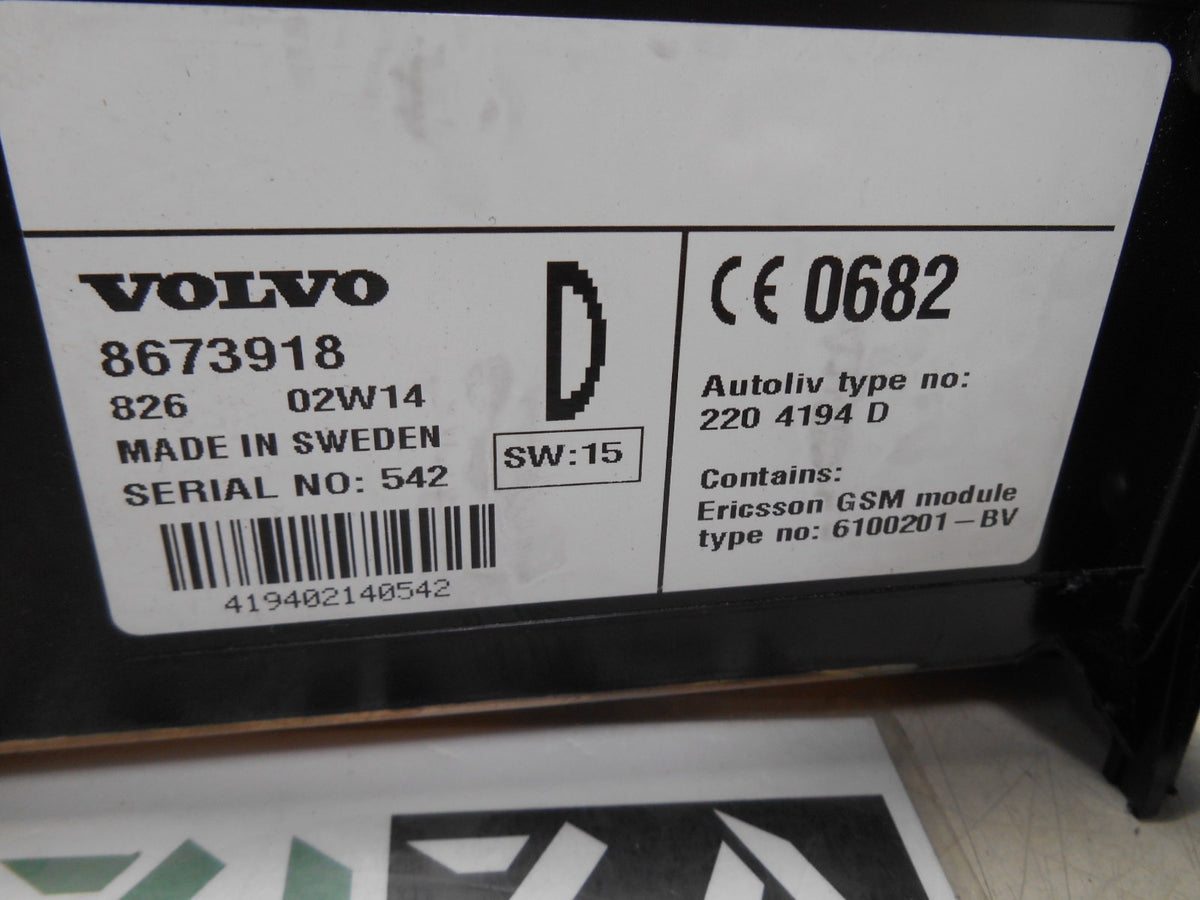 VOLVO
8673918
826 02W14
MADE IN SWEDEN
SERIAL NO: 542
419402140542
D
SW:15
CE 0682
Autoliv type no:
220 4194 D
Contains:
Ericsson GSM module
type no: 6100201-BV